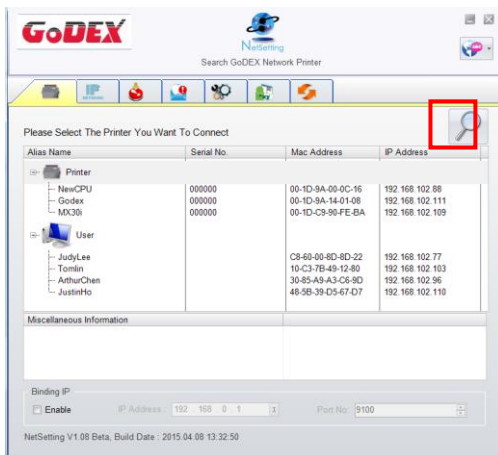 GoDEX
NetSetting
Search GoDEX Network Printer
IP
Please Select The Printer You Want To Connect
Alias Name Serial No. Mac Address IP Address
Printer
NewCPU 000000 00-1D-9A-00-0C-16 192.168.102.88
Godex 000000 00-1D-9A-14-01-08 192.168.102.111
MX30i 000000 00-1D-C9-90-FE-BA 192.168.102.109
User
JudyLee C8-60-00-8D-8D-22 192.168.102.77
Tomlin 10-C3-7B-49-12-80 192.168.102.103
ArthurChen 30-85-A9-A3-C6-9D 192.168.102.96
JustinHo 48-5B-39-D5-67-D7 192.168.102.110
Miscellaneous Information
Binding IP
Enable IP Address: 192 . 168 . 0 . 1 Port No. 9100
NetSetting V1.08 Beta, Build Date : 2015.04.08 13:32:50